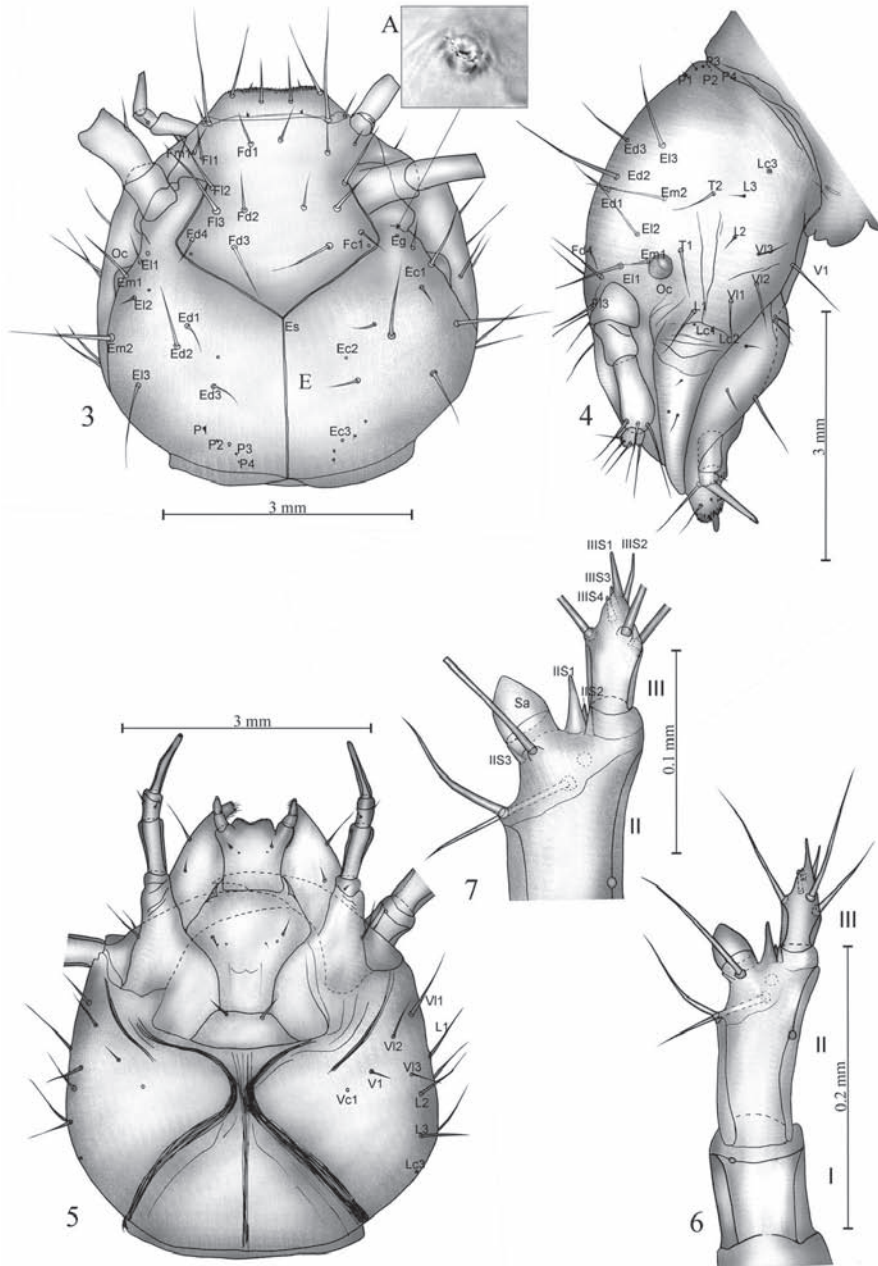 A
Fm1
Fl1
Fd1
Fl2
Fl3
Fd2
Fd4
Fd3
Fc1
Eg
Oc
El1
Em1
El2
Ec1
Ed1
Es
Em2
Ed2
Ec2
El3
Ed3
E
3
P
P2
P3
P4
Ec3
3 mm
P3
P1
P2
P4
Ed3
El3
Lc3
Ed2
Em2
T2
L3
Ed1
El2
L2
Fd4
Em1
T1
Vl3
El1
Oc
Vl2
V1
Fl3
L1
Vl1
Lc
Lc2
4
3 mm
IIIS1
IIIS2
IIIS3
IIIS4
IIS1
IIS2
III
Sa
IIS3
0.1 mm
II
7
3 mm
Vl1
L1
Vl2
Vl3
V1
L2
Vc1
L3
Lc3
5
III
II
0.2 mm
I
6